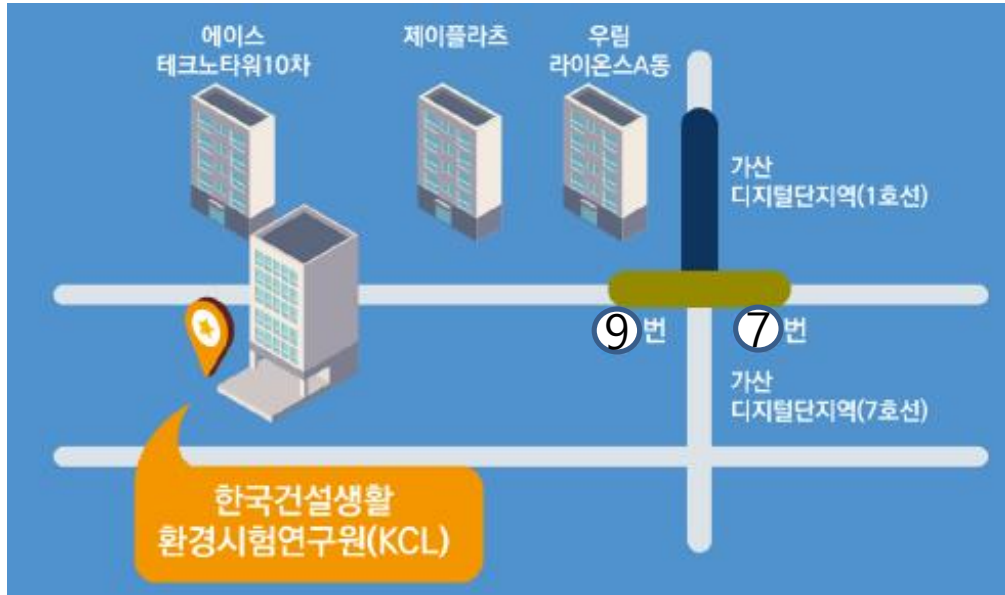 에이스
테크노타워10차
제이플라츠
우림
라이온스A동
가산
디지털단지역(1호선)
9번
7번
가산
디지털단지역(7호선)
한국건설생활
환경시험연구원(KCL)